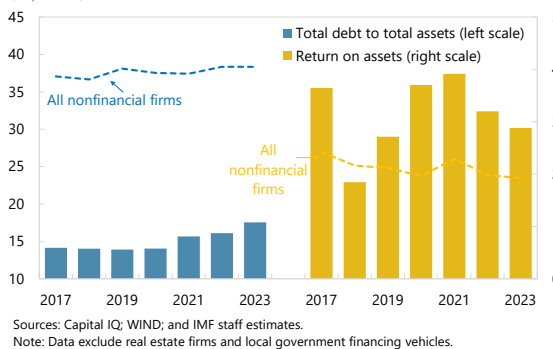 45
40
35
30
25
20
15
10
Total debt to total assets (left scale)
Return on assets (right scale)
All nonfinancial firms
All
nonfinancial
firms
2017 2019 2021 2023 2017 2019 2021 2023
Sources: Capital IQ; WIND; and IMF staff estimates.
Note: Data exclude real estate firms and local government financing vehicles.